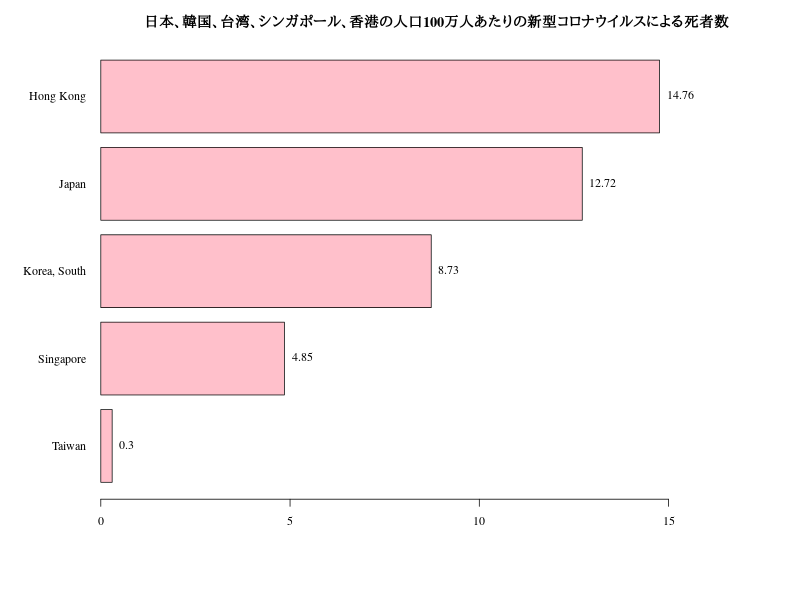 日本、韓国、台湾、シンガポール、香港の人口100万人あたりの新型コロナウイルスによる死者数
Hong Kong 14.76
Japan 12.72
Korea, South 8.73
Singapore 4.85
Taiwan 0.3
0 5 10 15